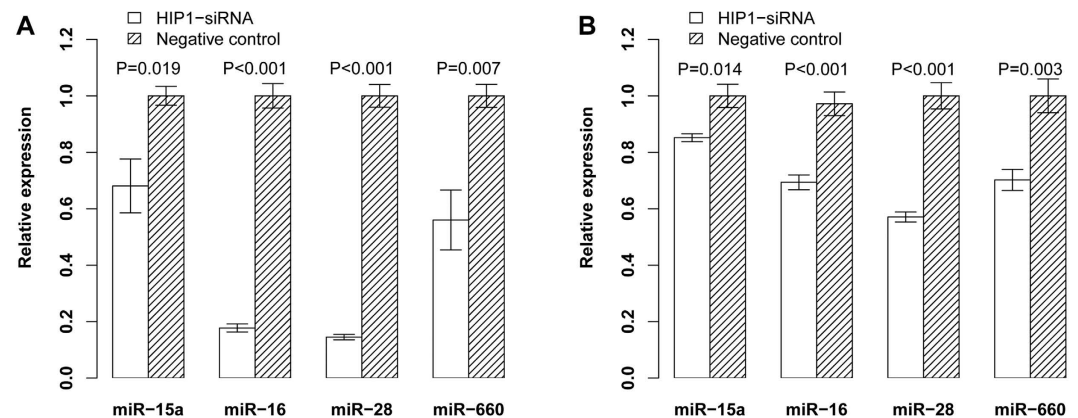 A
HIP1−siRNA
Negative control
Relative expression
1.2
1.0
0.8
0.6
0.4
0.2
0.0
P=0.019 P<0.001 P<0.001 P=0.007
miR−15a miR−16 miR−28 miR−660
B
HIP1−siRNA
Negative control
Relative expression
1.2
1.0
0.8
0.6
0.4
0.2
0.0
P=0.014 P<0.001 P<0.001 P=0.003
miR−15a miR−16 miR−28 miR−660